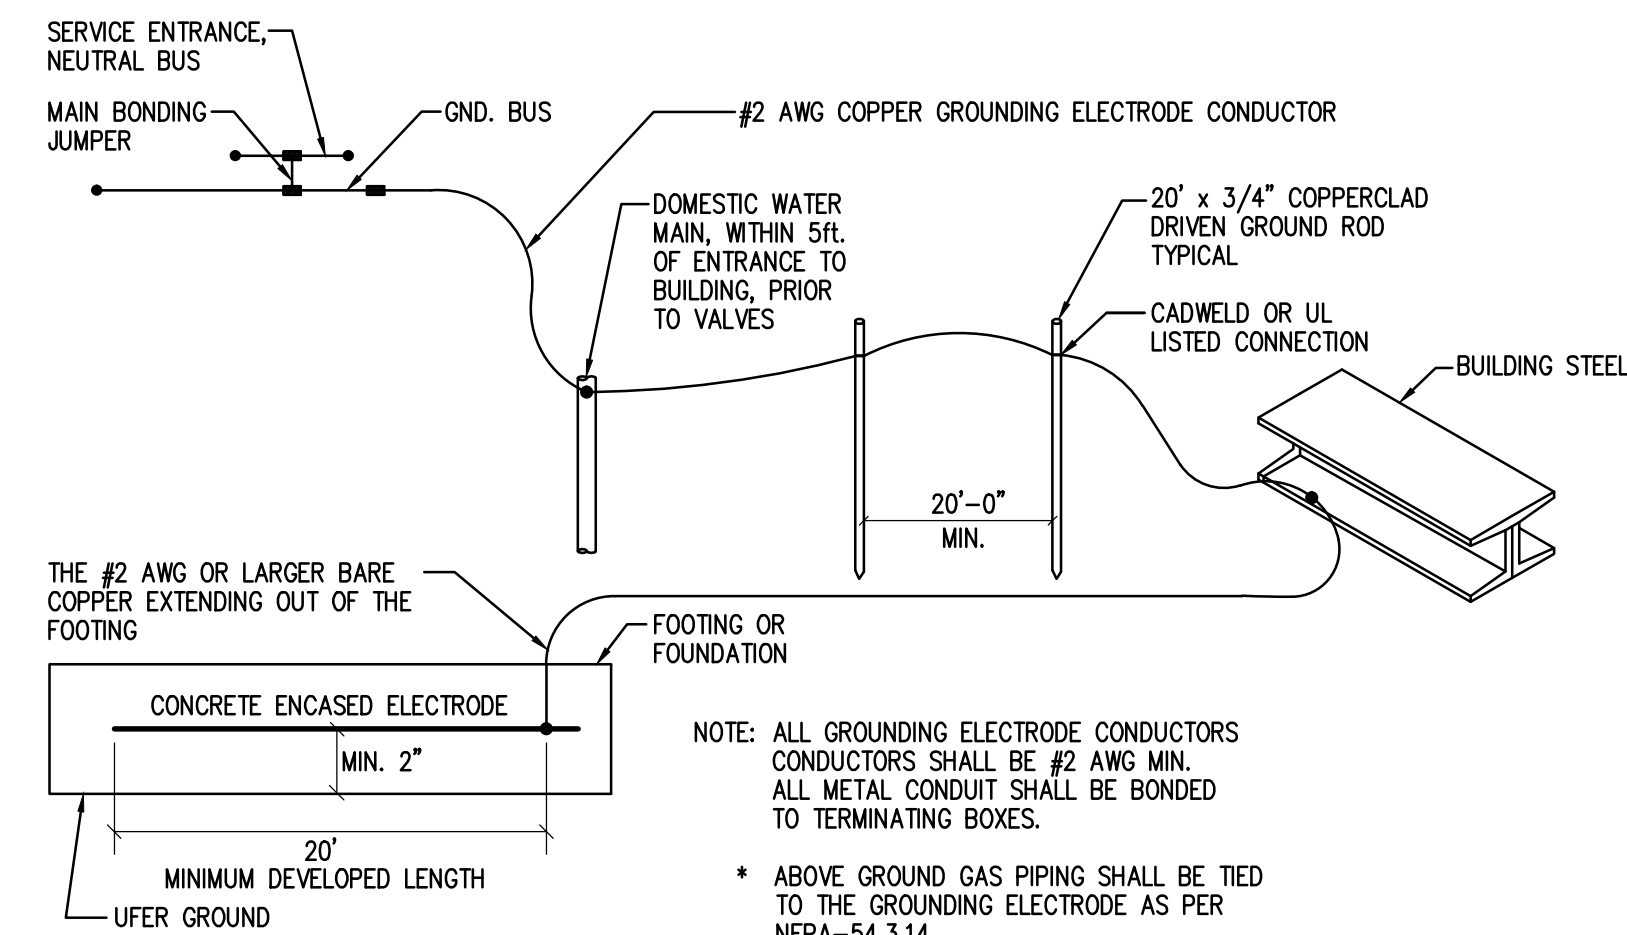 SERVICE ENTRANCE,
NEUTRAL BUS
MAIN BONDING
JUMPER
GND. BUS
#2 AWG COPPER GROUNDING ELECTRODE CONDUCTOR
DOMESTIC WATER
MAIN, WITHIN 5ft.
OF ENTRANCE TO
BUILDING, PRIOR
TO VALVES
20' x 3/4" COPPERCLAD
DRIVEN GROUND ROD
TYPICAL
CADWELD OR UL
LISTED CONNECTION
BUILDING STEEL
20'-0"
MIN.
THE #2 AWG OR LARGER BARE
COPPER EXTENDING OUT OF THE
FOOTING
FOOTING OR
FOUNDATION
CONCRETE ENCASED ELECTRODE
MIN. 2"
20'
MINIMUM DEVELOPED LENGTH
UFER GROUND
NOTE: ALL GROUNDING ELECTRODE CONDUCTORS
CONDUCTORS SHALL BE #2 AWG MIN.
ALL METAL CONDUIT SHALL BE BONDED
TO TERMINATING BOXES.
* ABOVE GROUND GAS PIPING SHALL BE TIED
TO THE GROUNDING ELECTRODE AS PER
NFPA-54 3.14